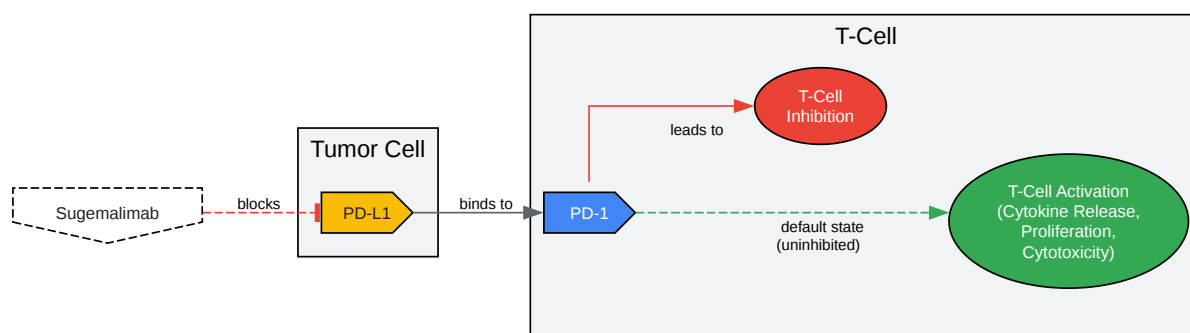 T-Cell
T-Cell
Inhibition
leads to
Tumor Cell
Sugemalimab
blocks
PD-L1
binds to
PD-1
default state
(uninhibited)
T-Cell Activation
(Cytokine Release,
Proliferation,
Cytotoxicity)